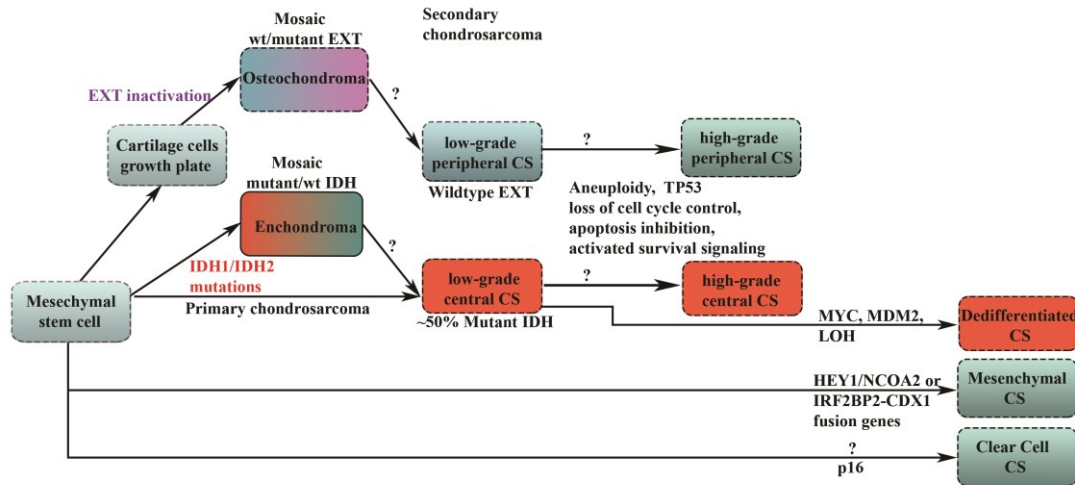 Mosaic
wt/mutant EXT
Secondary
chondrosarcoma
Osteochondroma
?
EXT inactivation
Cartilage cells
growth plate
low-grade
peripheral CS
?
high-grade
peripheral CS
Wildtype EXT
Mosaic
mutant/wt IDH
Enchondroma
?
Aneuploidy, TP53
loss of cell cycle control,
apoptosis inhibition,
activated survival signaling
IDH1/IDH2
mutations
Mesechymal
stem cell
Primary chondrosarcoma
low-grade
central CS
?
high-grade
central CS
~50% Mutant IDH
MYC, MDM2,
LOH
Dedifferentiated
CS
HEY1/NCOA2 or
IRF2BP2-CDX1
fusion genes
Mesenchymal
CS
?
p16
Clear Cell
CS